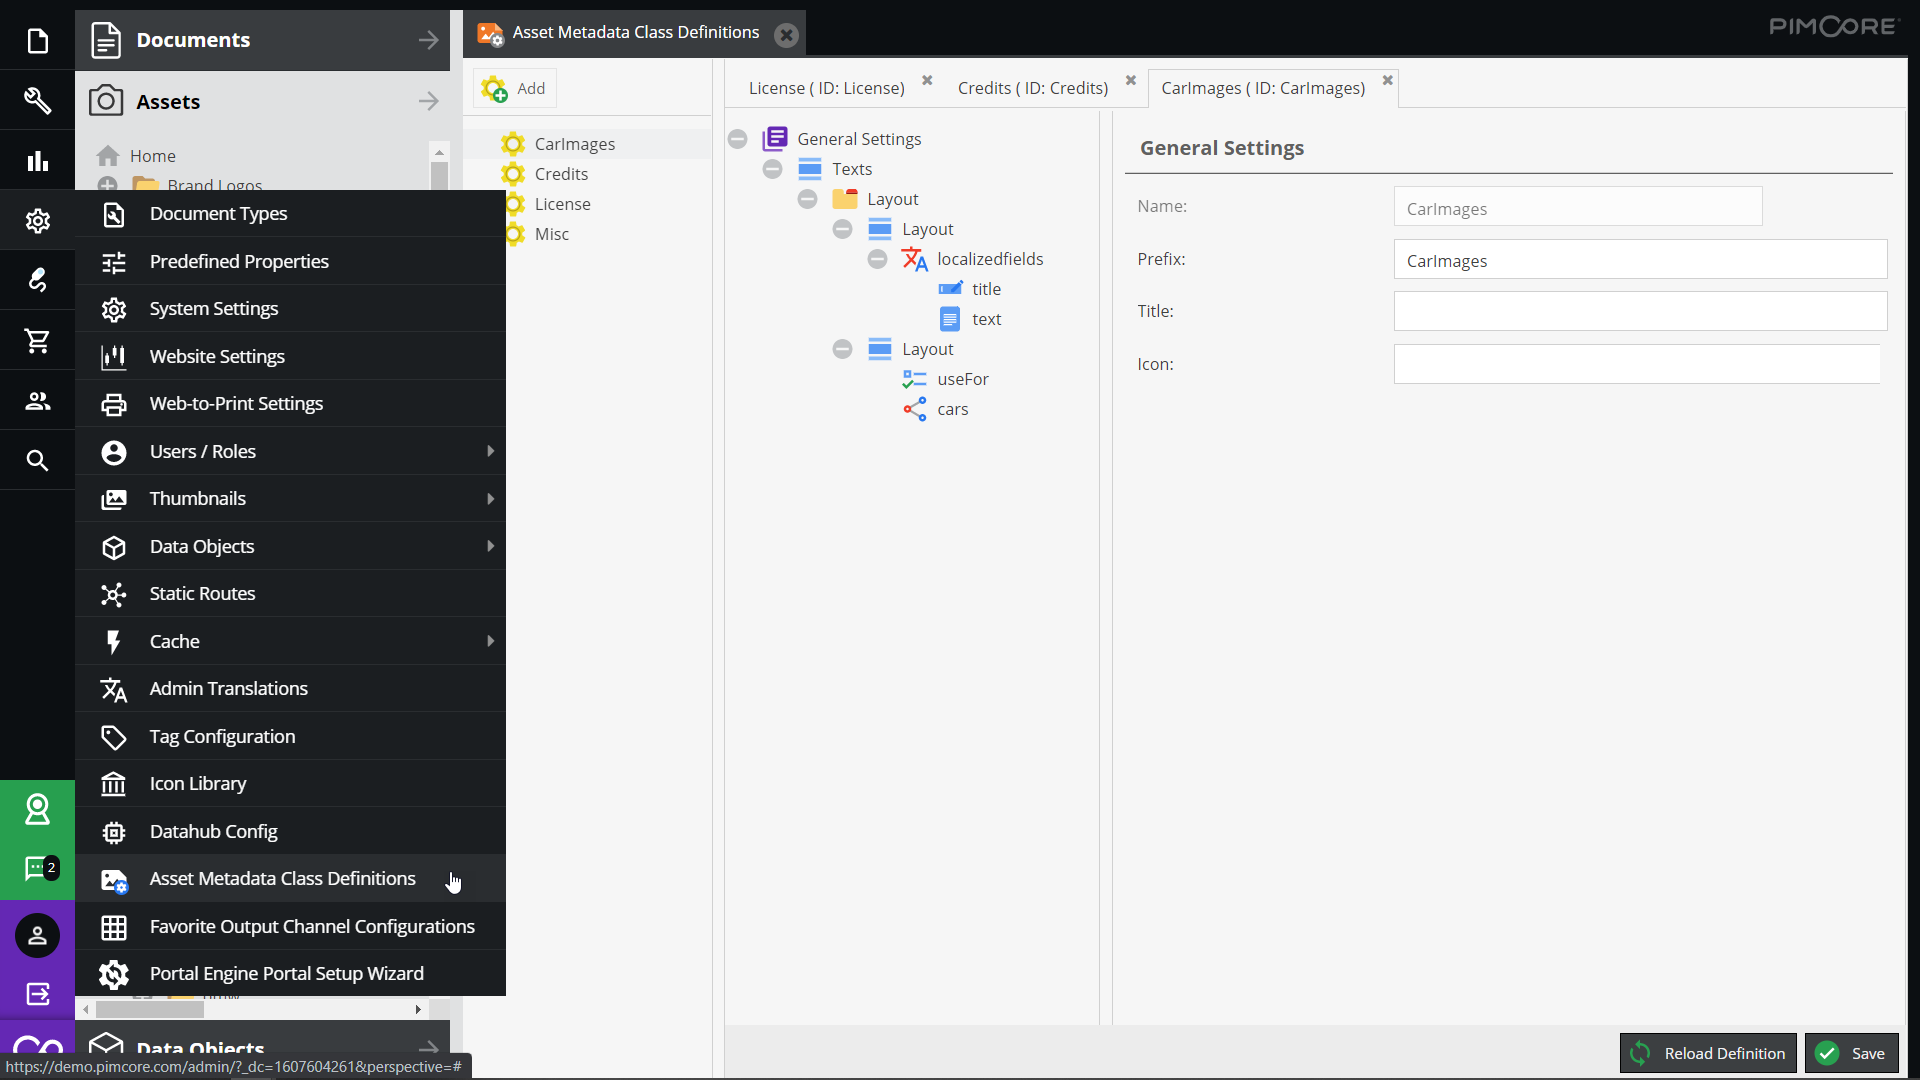 Documents
Assets
Home
Brand Logos
Document Types
Predefined Properties
System Settings
Website Settings
Web-to-Print Settings
Users / Roles
Thumbnails
Data Objects
Static Routes
Cache
Admin Translations
Tag Configuration
Icon Library
Datahub Config
Asset Metadata Class Definitions
Favorite Output Channel Configurations
Portal Engine Portal Setup Wizard
2
Data Objects
https://demo.pimcore.com/admin/?_dc=1607604261&perspective=#
Asset Metadata Class Definitions
PIMCORE
Add
CarImages
Credits
License
Misc
License ( ID: License)
Credits ( ID: Credits)
CarImages ( ID: CarImages)
General Settings
Texts
Layout
Layout
localizedfields
title
text
Layout
useFor
cars
General Settings
Name:
CarImages
Prefix:
CarImages
Title:
Icon:
Reload Definition
Save